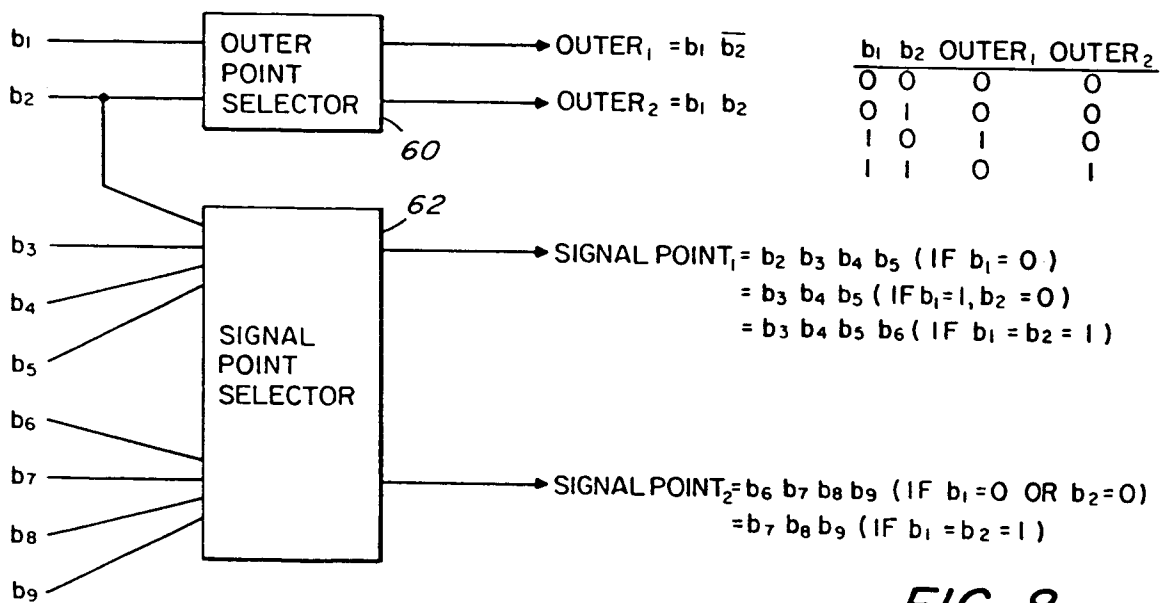 b₁
OUTER POINT SELECTOR
OUTER₁ = b₁ b̅₂̅
b₂
OUTER₂ = b₁ b₂
60
b₁ b₂ OUTER₁ OUTER₂
0 0 0 0
0 1 0 0
1 0 1 0
1 1 0 1
62
b₃
b₄
b₅
b₆
b₇
b₈
b₉
SIGNAL POINT SELECTOR
SIGNAL POINT₁ = b₂ b₃ b₄ b₅ (IF b₁ = 0)
= b₃ b₄ b₅ (IF b₁=1, b₂ =0)
= b₃ b₄ b₅ b₆ (IF b₁ = b₂ = 1)
SIGNAL POINT₂=b₆ b₇ b₈ b₉ (IF b₁=0 OR b₂=0)
=b₇ b₈ b₉ (IF b₁ =b₂ =1)